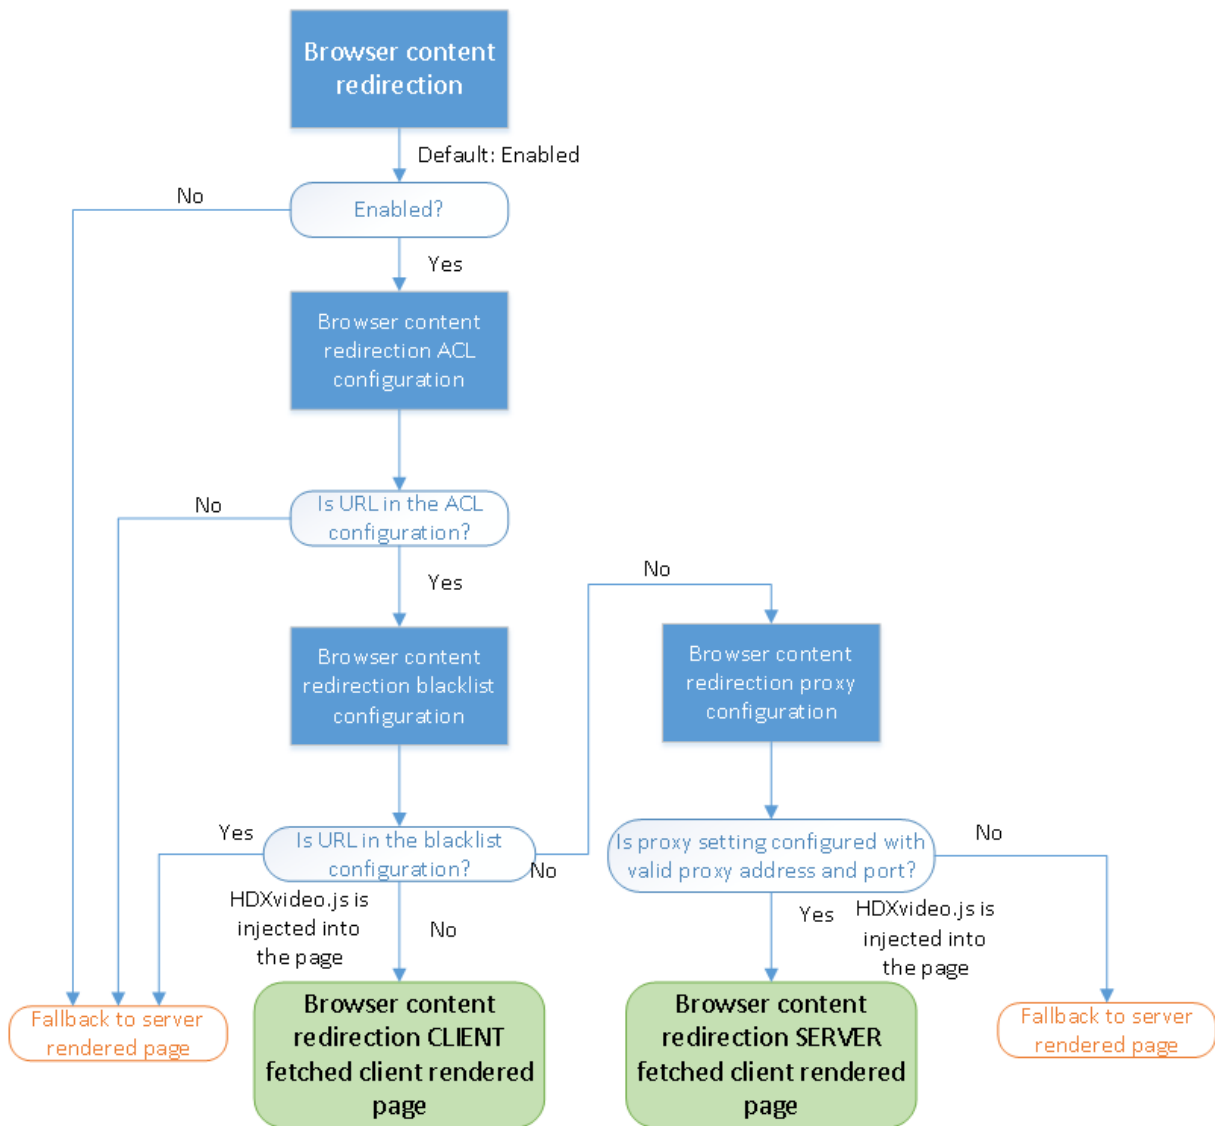 Browser content
redirection
Default: Enabled
No
Enabled?
Yes
Browser content
redirection ACL
configuration
No
Is URL in the ACL
configuration?
Yes
No
Browser content
redirection blacklist
configuration
Browser content
redirection proxy
configuration
Yes
Is URL in the blacklist
configuration?
No
Is proxy setting configured with
valid proxy address and port?
No
HDXvideo.js is
injected into
the page
No
Yes
HDXvideo.js is
injected into
the page
Fallback to server
rendered page
Browser content
redirection CLIENT
fetched client rendered
page
Browser content
redirection SERVER
fetched client rendered
page
Fallback to server
rendered page